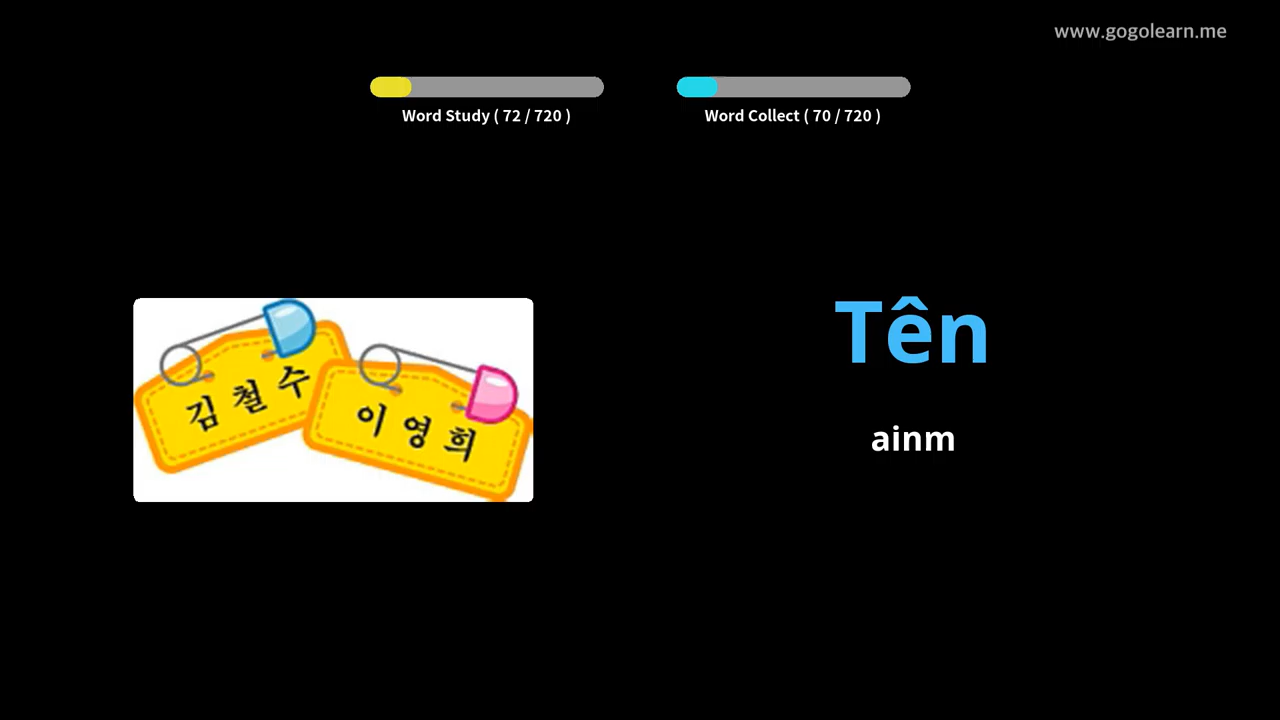 www.gogolearn.me
Word Study ( 72 / 720 )
Word Collect ( 70 / 720 )
김철수
이영희
Tên
ainm